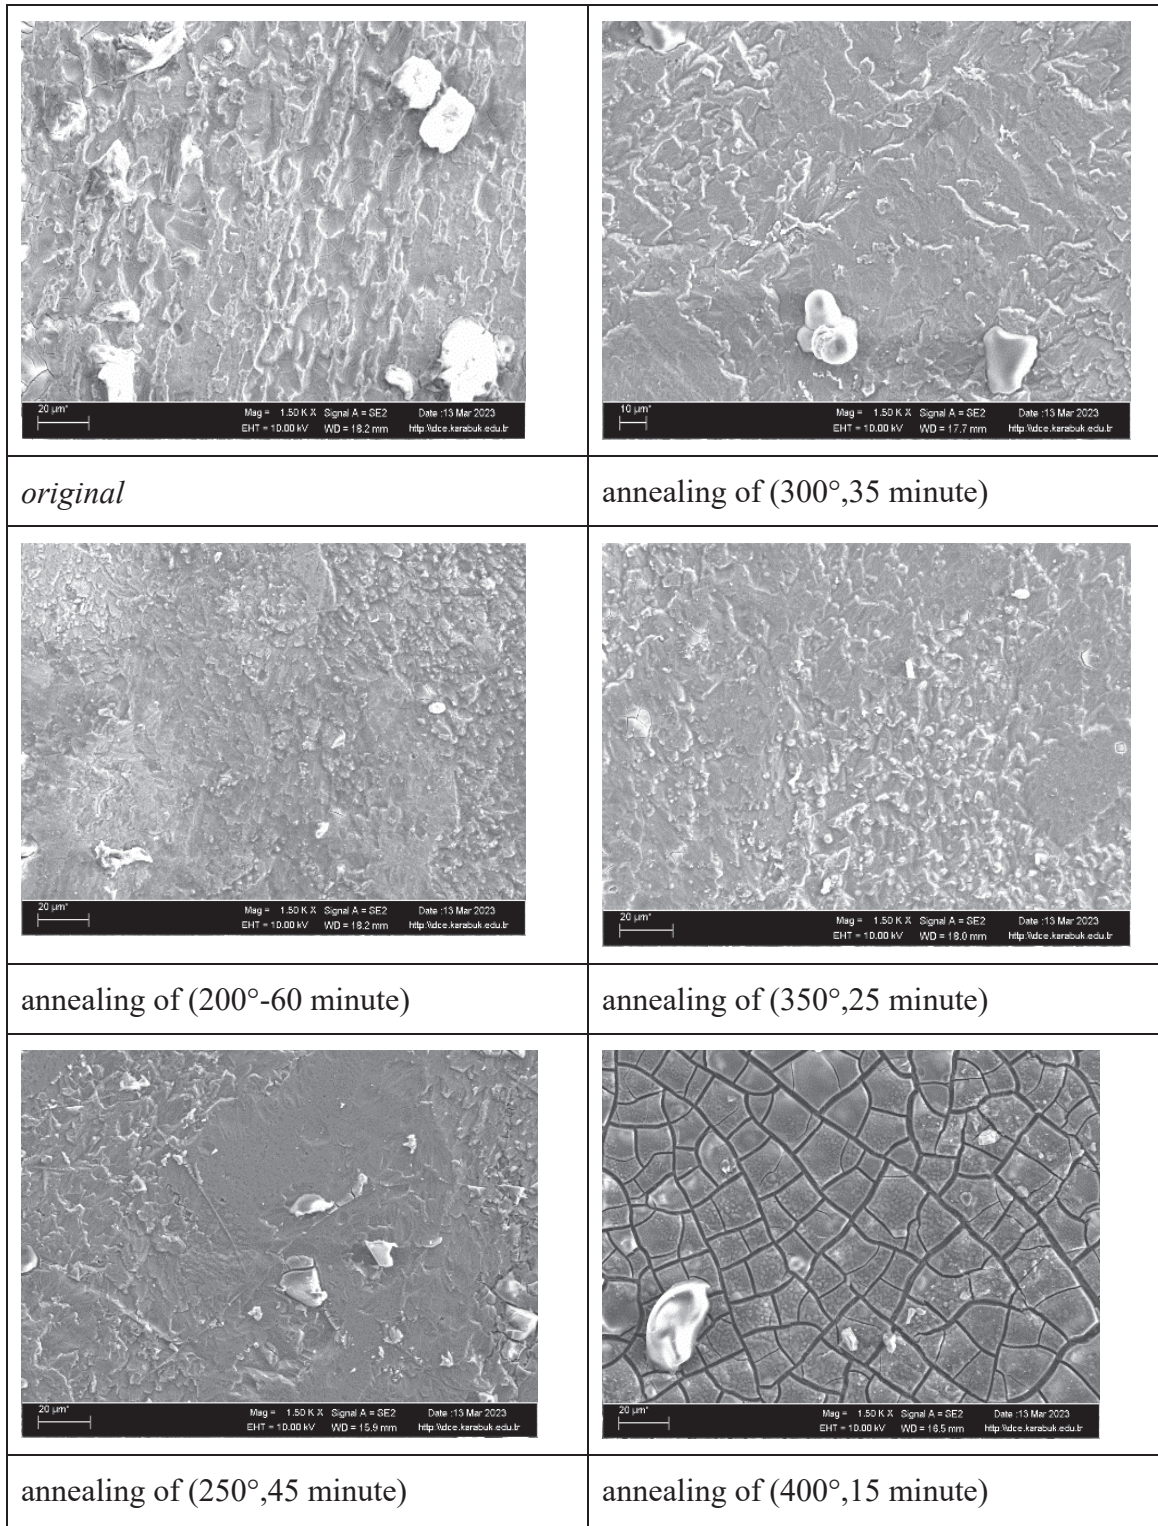 20 µm*
Mag = 1.50 K X Signal A = SE2 Date :13 Mar 2023
EHT = 10.00 kV WD = 18.2 mm http:\\dce.karabuk.edu.tr
10 µm*
Mag = 1.50 K X Signal A = SE2 Date :13 Mar 2023
EHT = 10.00 kV WD = 17.7 mm http:\\dce.karabuk.edu.tr
original
annealing of (300°,35 minute)
20 µm*
Mag = 1.50 K X Signal A = SE2 Date :13 Mar 2023
EHT = 10.00 kV WD = 18.2 mm http:\\dce.karabuk.edu.tr
20 µm*
Mag = 1.50 K X Signal A = SE2 Date :13 Mar 2023
EHT = 10.00 kV WD = 18.0 mm http:\\dce.karabuk.edu.tr
annealing of (200°-60 minute)
annealing of (350°,25 minute)
20 µm*
Mag = 1.50 K X Signal A = SE2 Date :13 Mar 2023
EHT = 10.00 kV WD = 15.9 mm http:\\dce.karabuk.edu.tr
20 µm*
Mag = 1.50 K X Signal A = SE2 Date :13 Mar 2023
EHT = 10.00 kV WD = 16.5 mm http:\\dce.karabuk.edu.tr
annealing of (250°,45 minute)
annealing of (400°,15 minute)